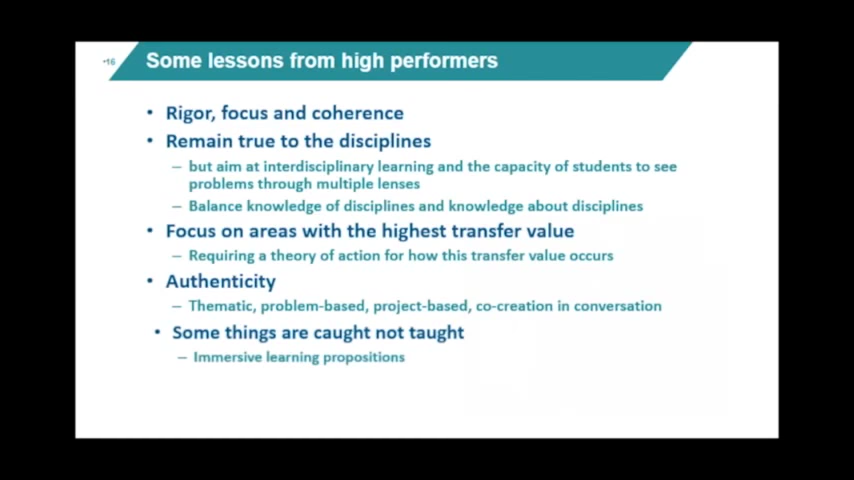 •16
Some lessons from high performers
• Rigor, focus and coherence
• Remain true to the disciplines
– but aim at interdisciplinary learning and the capacity of students to see
problems through multiple lenses
– Balance knowledge of disciplines and knowledge about disciplines
• Focus on areas with the highest transfer value
– Requiring a theory of action for how this transfer value occurs
• Authenticity
– Thematic, problem-based, project-based, co-creation in conversation
• Some things are caught not taught
– Immersive learning propositions